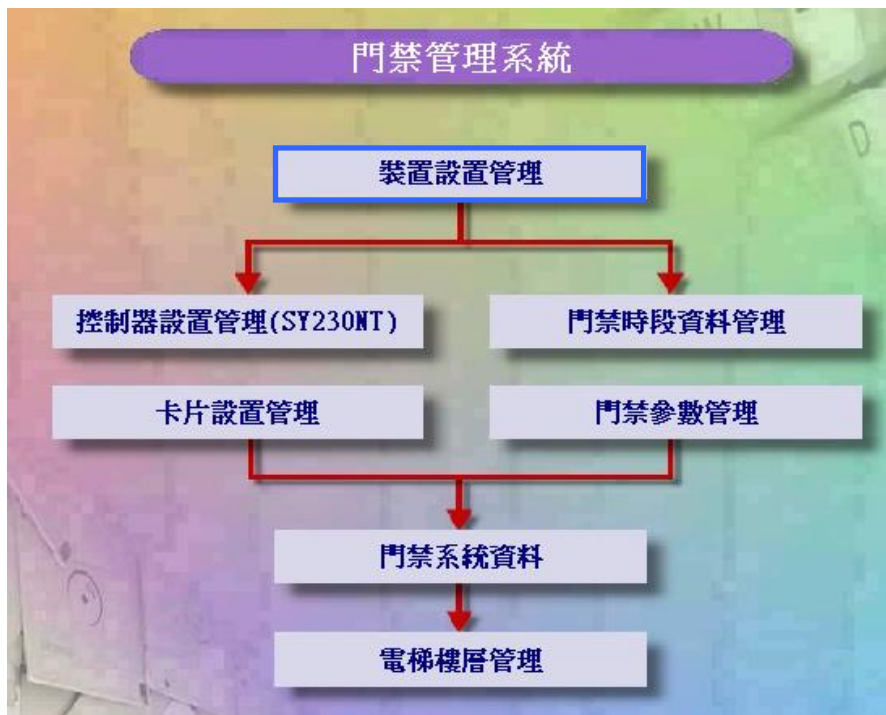 門禁管理系統
裝置設置管理
控制器設置管理(SY230NT)
門禁時段資料管理
卡片設置管理
門禁參數管理
門禁系統資料
電梯樓層管理